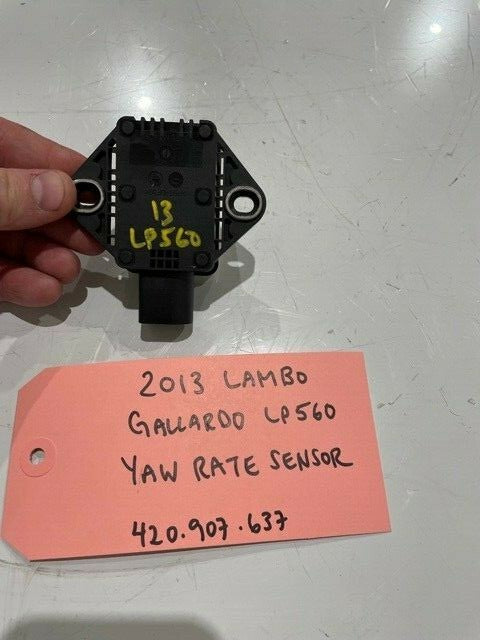 13
LP560
2013 LAMBO
GALLARDO LP560
YAW RATE SENSOR
420.907.637